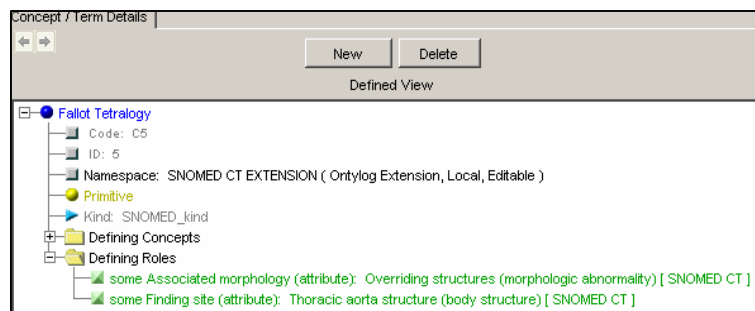 Concept / Term Details
New Delete
Defined View
Fallot Tetralogy
Code: C5
ID: 5
Namespace: SNOMED CT EXTENSION ( Ontylog Extension, Local, Editable )
Primitive
Kind: SNOMED_kind
Defining Concepts
Defining Roles
some Associated morphology (attribute): Overriding structures (morphologic abnormality) [ SNOMED CT ]
some Finding site (attribute): Thoracic aorta structure (body structure) [ SNOMED CT ]